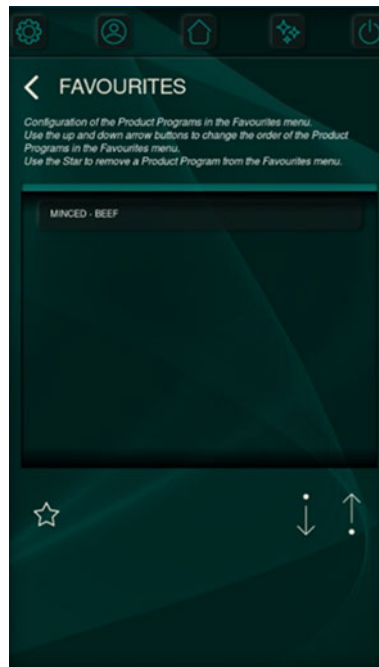 FAVOURITES
Configuration of the Product Programs in the Favourites menu.
Use the up and down arrow buttons to change the order of the Product
Programs in the Favourites menu.
Use the Star to remove a Product Program from the Favourites menu.
MINCED - BEEF